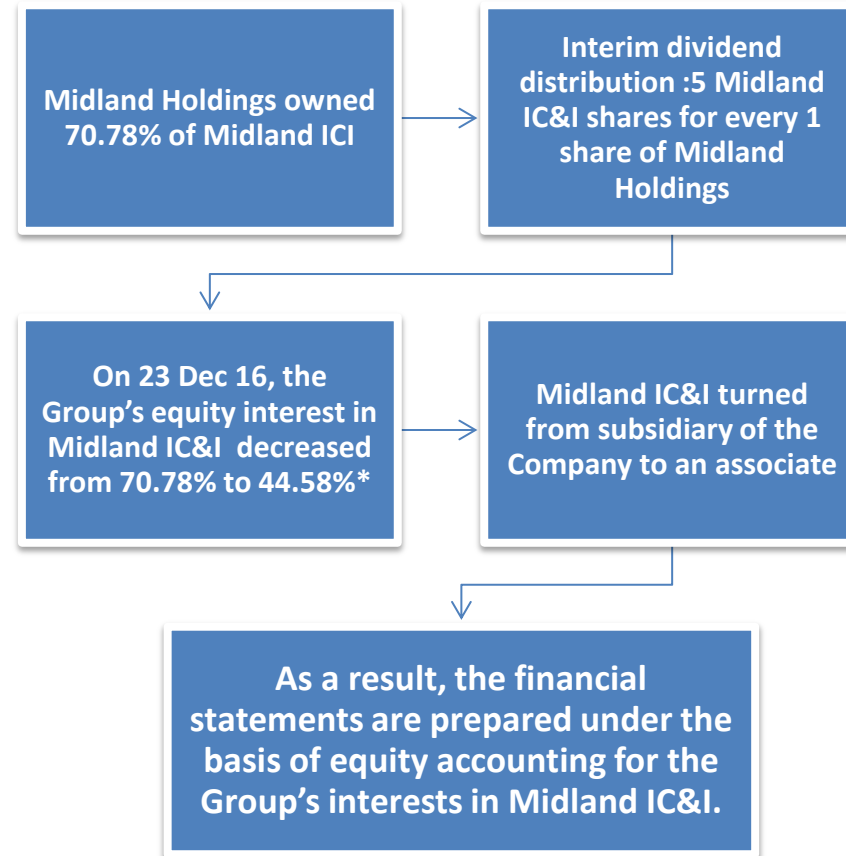 Midland Holdings owned
70.78% of Midland ICI
Interim dividend
distribution :5 Midland
IC&I shares for every 1
share of Midland
Holdings
On 23 Dec 16, the
Group’s equity interest in
Midland IC&I  decreased
from 70.78% to 44.58%*
Midland IC&I turned
from subsidiary of the
Company to an associate
As a result, the financial
statements are prepared under the
basis of equity accounting for the
Group’s interests in Midland IC&I.